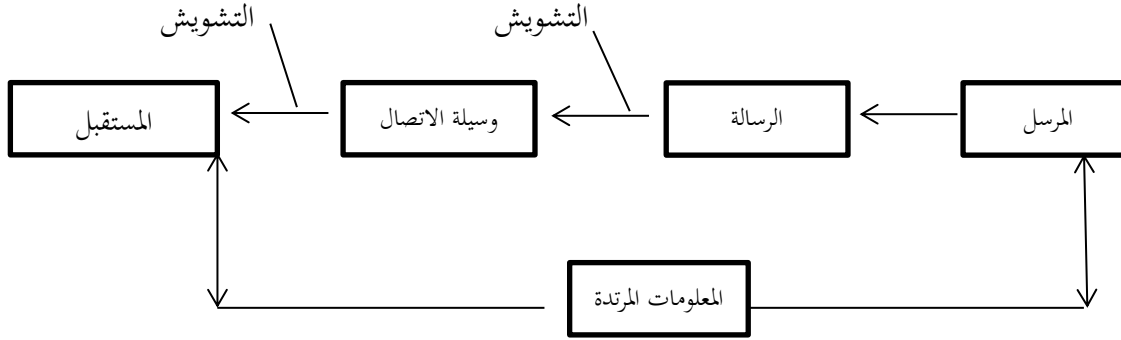 التشويش
التشويش
المرسل
الرسالة
وسيلة الاتصال
المستقبل
المعلومات المرتدة